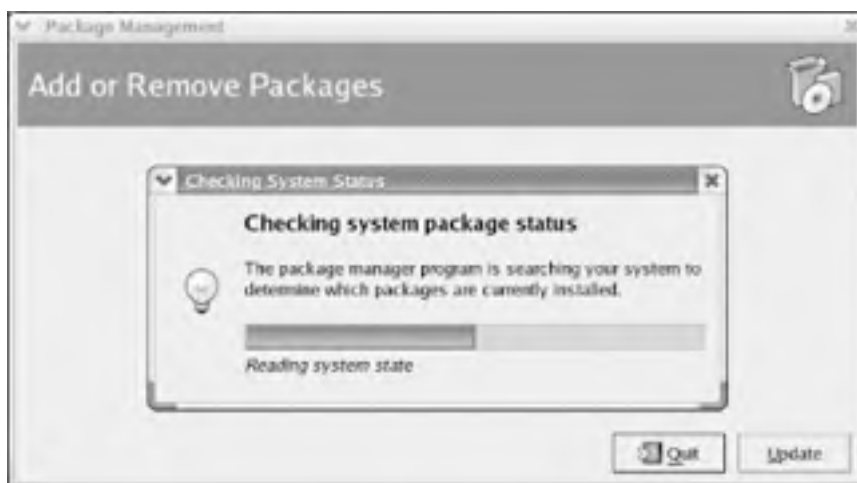 Package Management
Add or Remove Packages
Checking System Status
Checking system package status
The package manager program is searching your system to
determine which packages are currently installed.
Reading system state
Quit
Update